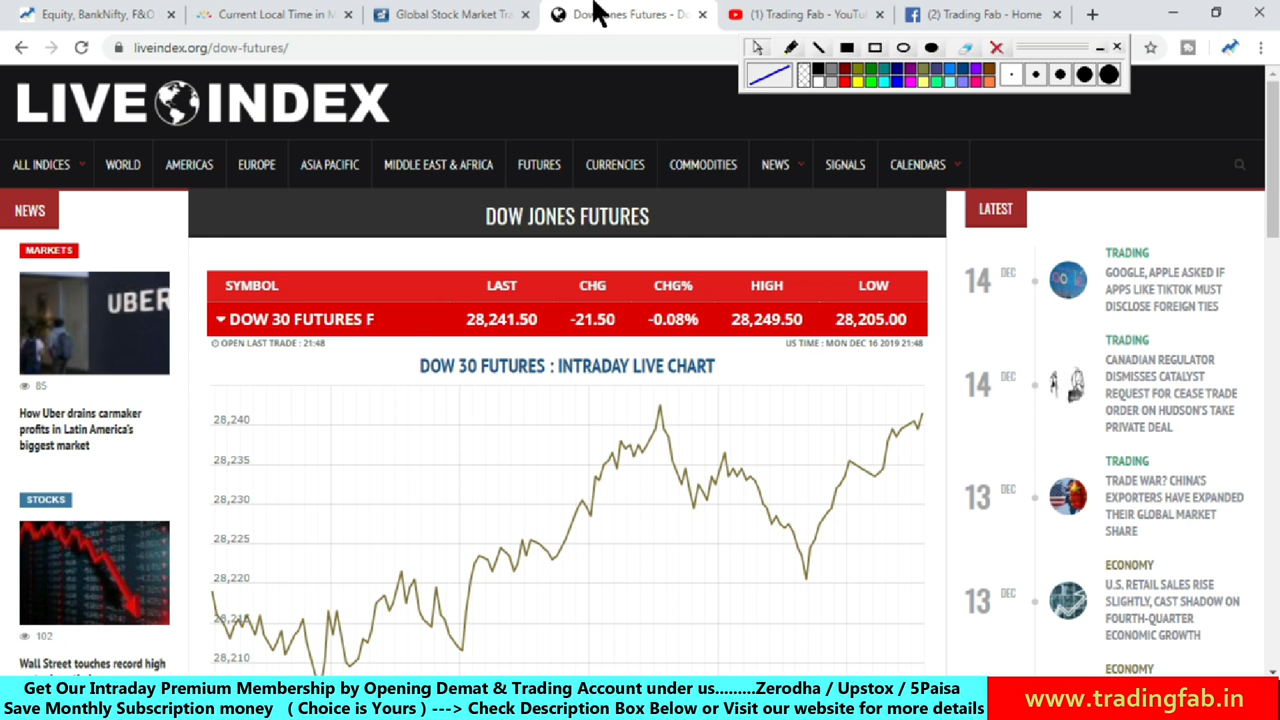 Equity, BankNifty, F&O
Current Local Time in
Global Stock Market Tr
Dow Jones Futures - Do
(1) Trading Fab - YouTu
(2) Trading Fab - Home
liveindex.org/dow-futures/
LIVE INDEX
ALL INDICES
WORLD
AMERICAS
EUROPE
ASIA PACIFIC
MIDDLE EAST & AFRICA
FUTURES
CURRENCIES
COMMODITIES
NEWS
SIGNALS
CALENDARS
NEWS
MARKETS
UBER
85
How Uber drains carmaker
profits in Latin America's
biggest market
STOCKS
102
Wall Street touches record high
DOW JONES FUTURES
SYMBOL LAST CHG CHG% HIGH LOW
DOW 30 FUTURES F 28,241.50 -21.50 -0.08% 28,249.50 28,205.00
OPEN LAST TRADE : 21:48
US TIME : MON DEC 16 2019 21:48
DOW 30 FUTURES : INTRADAY LIVE CHART
28,240
28,235
28,230
28,225
28,220
28,215
28,210
LATEST
14 DEC
TRADING
GOOGLE, APPLE ASKED IF
APPS LIKE TIKTOK MUST
DISCLOSE FOREIGN TIES
14 DEC
TRADING
CANADIAN REGULATOR
DISMISSES CATALYST
REQUEST FOR CEASE TRADE
ORDER ON HUDSON'S TAKE
PRIVATE DEAL
13 DEC
TRADING
TRADE WAR? CHINA'S
EXPORTERS HAVE EXPANDED
THEIR GLOBAL MARKET
SHARE
13 DEC
ECONOMY
U.S. RETAIL SALES RISE
SLIGHTLY, CAST SHADOW ON
FOURTH-QUARTER
ECONOMIC GROWTH
ECONOMY
Get Our Intraday Premium Membership by Opening Demat & Trading Account under us.........Zerodha / Upstox / 5Paisa
Save Monthly Subscription money ( Choice is Yours ) ---> Check Description Box Below or Visit our website for more details
www.tradingfab.in